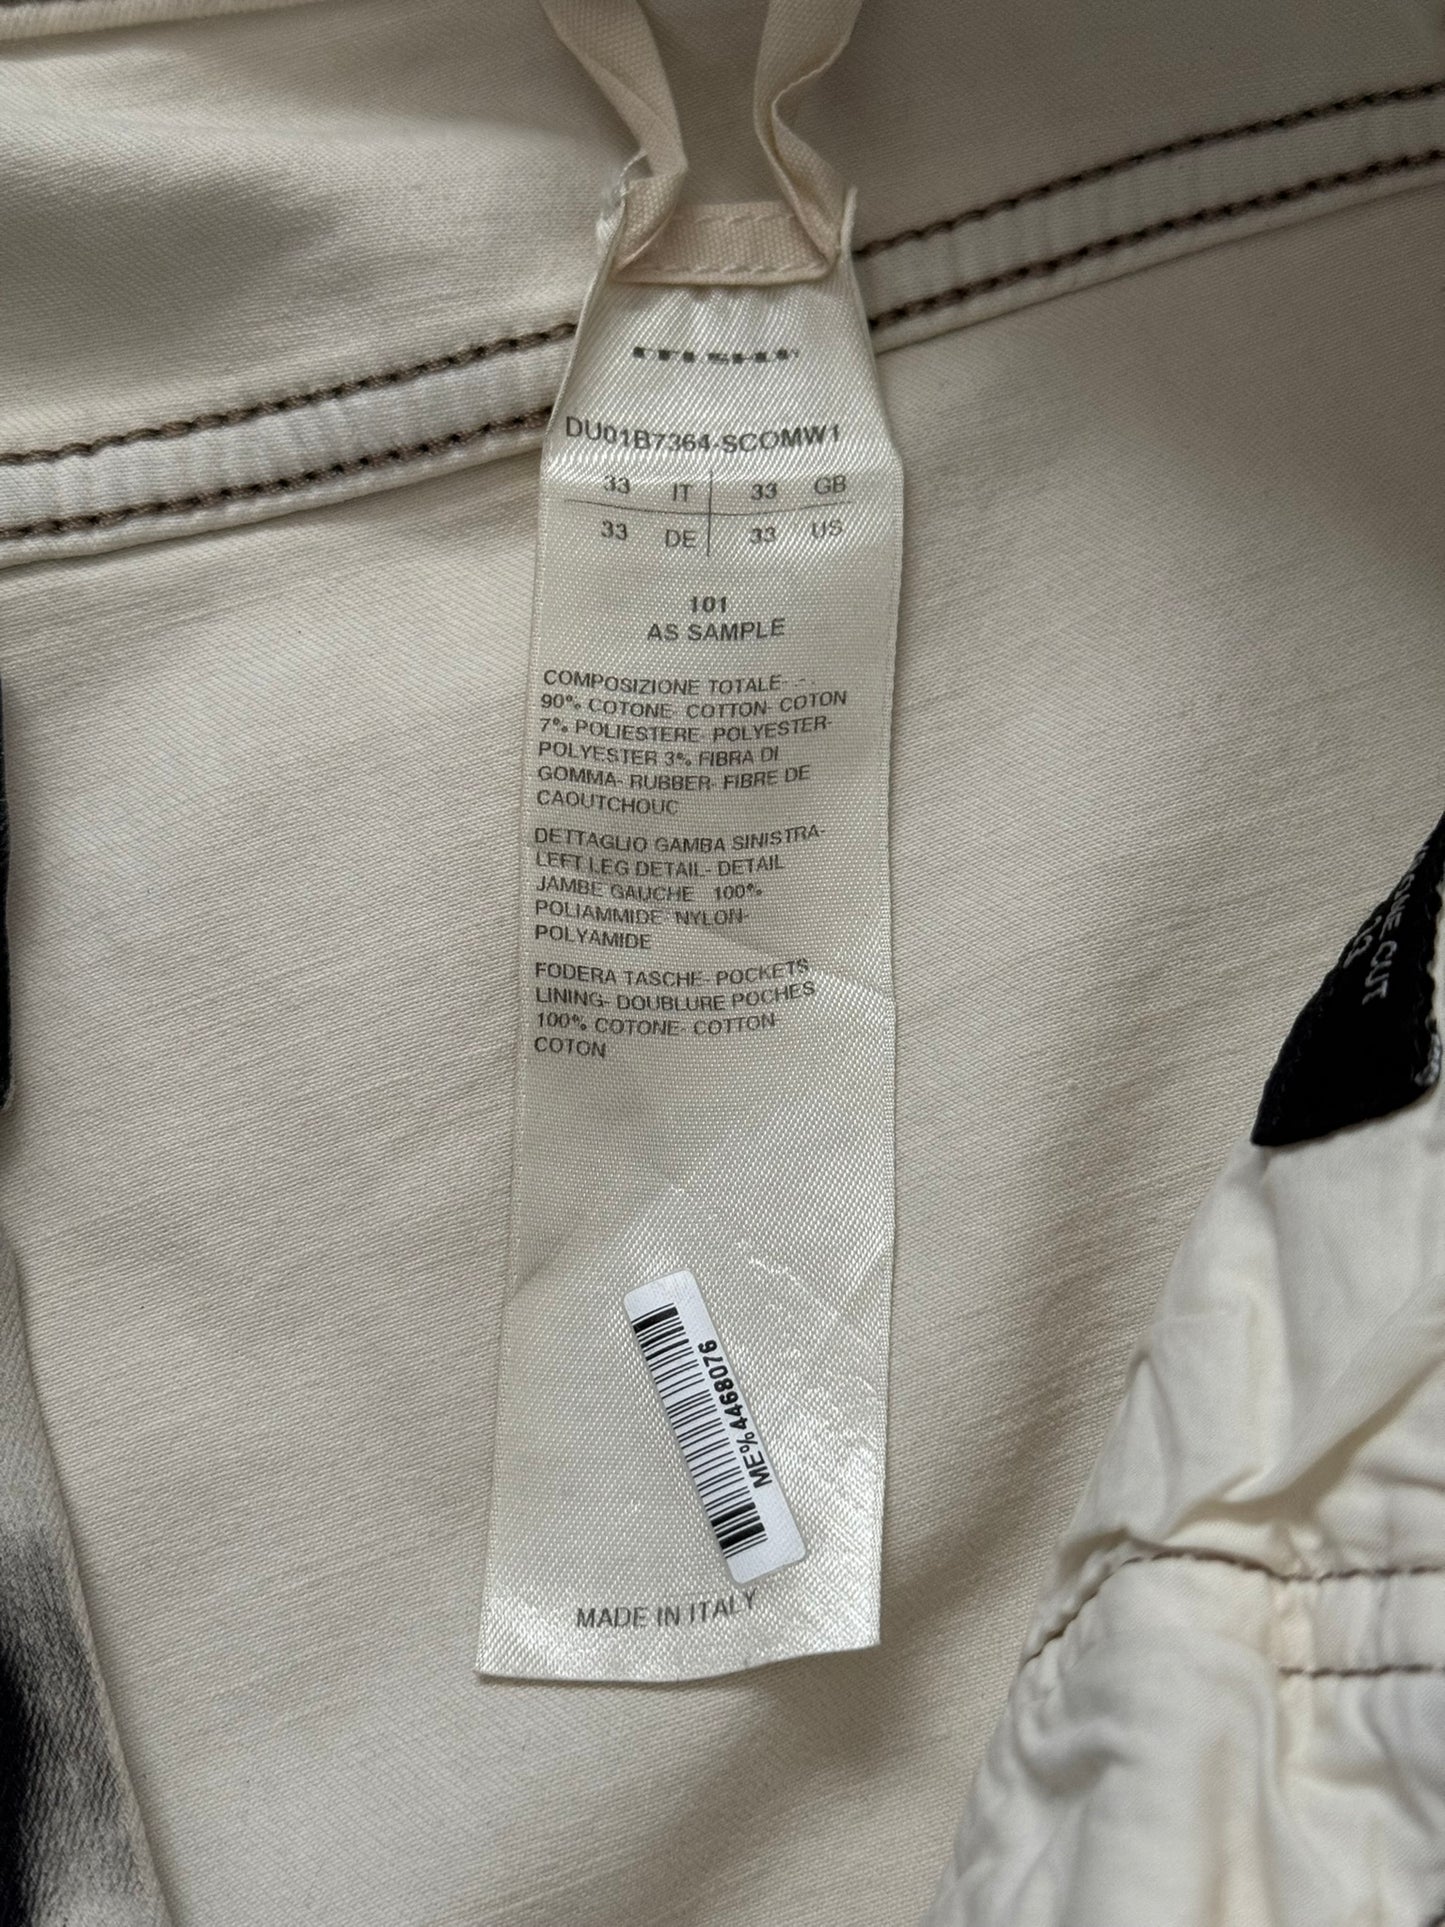 DRKSHDW
DU01B7364-SCOMW1
33 IT 33 GB
33 DE 33 US
101
AS SAMPLE
COMPOSIZIONE TOTALE- -.
90% COTONE- COTTON- COTON
7% POLIESTERE- POLYESTER-
POLYESTER 3% FIBRA DI
GOMMA- RUBBER- FIBRE DE
CAOUTCHOUC
DETTAGLIO GAMBA SINISTRA-
LEFT LEG DETAIL- DETAIL
JAMBE GAUCHE 100%
POLIAMMIDE- NYLON-
POLYAMIDE
FODERA TASCHE- POCKETS
LINING- DOUBLURE POCHES
100% COTONE- COTTON
COTON
ME%4468076
MADE IN ITALY
CUT